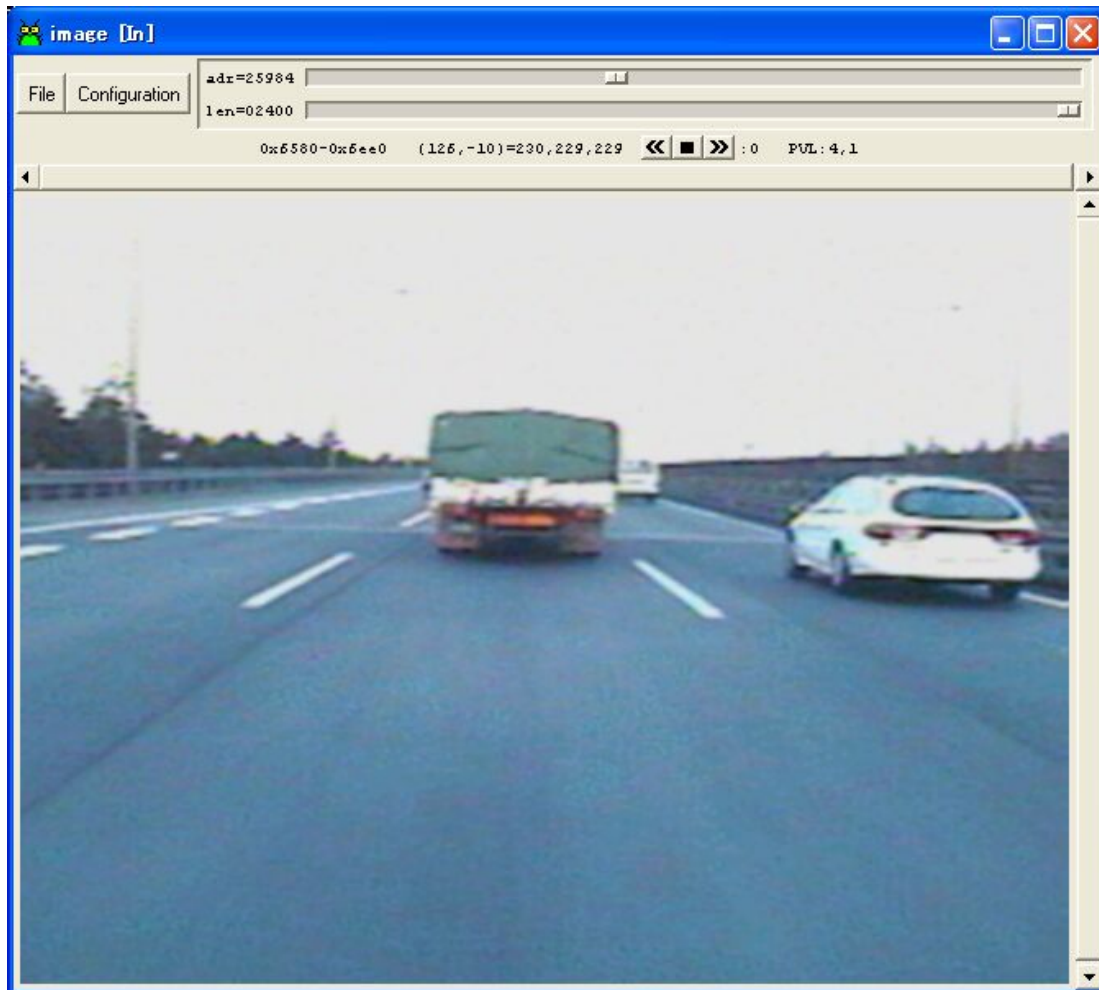 image [In]
File Configuration
adr=25984
len=02400
0x6580-0x6ee0 (126,-10)=230,229,229 :0 PVL:4,1